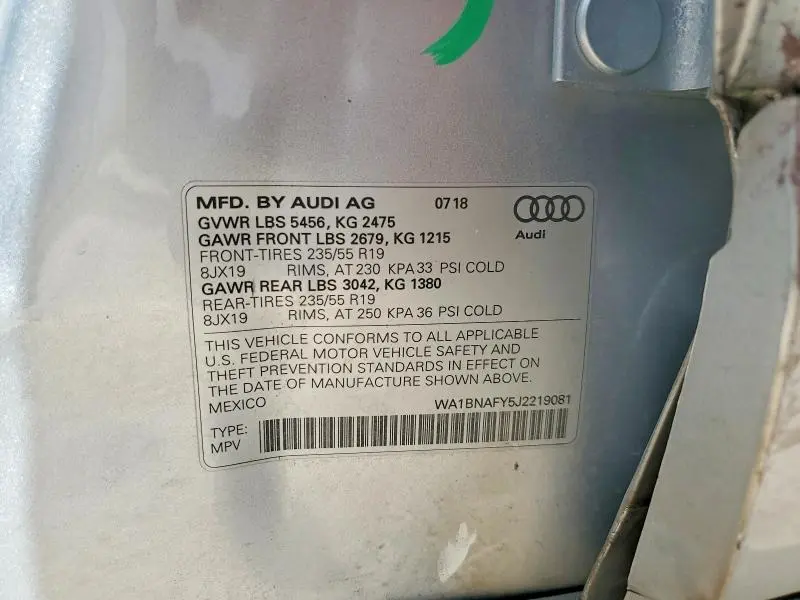 MFD. BY AUDI AG 07 18
GVWR LBS 5456, KG 2475
GAWR FRONT LBS 2679, KG 1215
Audi
FRONT-TIRES 235/55 R19
8JX19 RIMS, AT 230 KPA 33 PSI COLD
GAWR REAR LBS 3042, KG 1380
REAR-TIRES 235/55 R19
8JX19 RIMS, AT 250 KPA 36 PSI COLD
THIS VEHICLE CONFORMS TO ALL APPLICABLE
U.S. FEDERAL MOTOR VEHICLE SAFETY AND
THEFT PREVENTION STANDARDS IN EFFECT ON
THE DATE OF MANUFACTURE SHOWN ABOVE.
MEXICO WA1BNAFY5J2219081
TYPE:
MPV